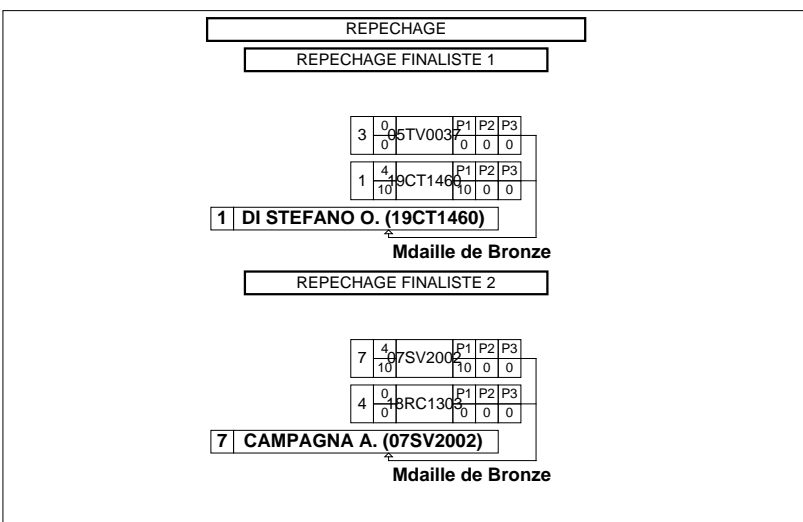 REPECHAGE
REPECHAGE FINALISTE 1
3 0 0 05TV0037 P1 P2 P3 0 0 0
1 4 10 19CT1460 P1 P2 P3 10 0 0
1 DI STEFANO O. (19CT1460)
Mdaille de Bronze
REPECHAGE FINALISTE 2
7 4 10 07SV2002 P1 P2 P3 10 0 0
4 0 0 18RC1303 P1 P2 P3 0 0 0
7 CAMPAGNA A. (07SV2002)
Mdaille de Bronze